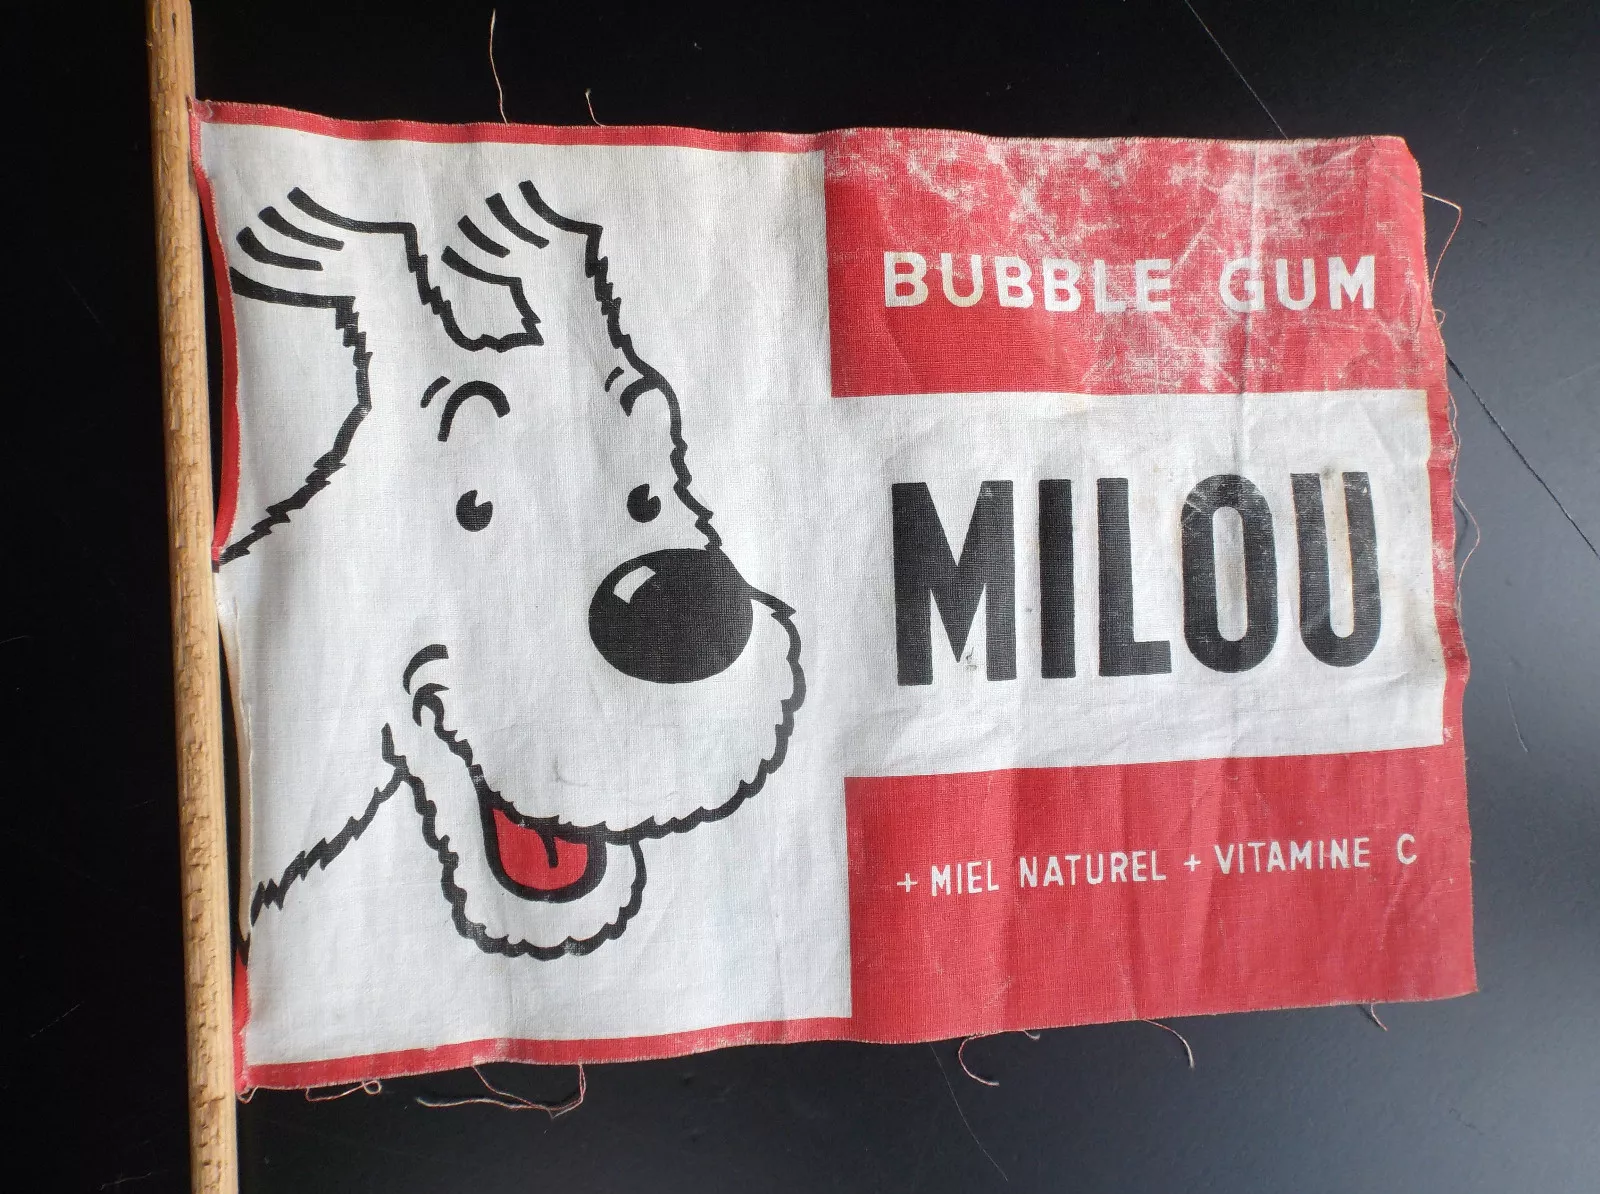 BUBBLE GUM
MILOU
+ MIEL NATUREL + VITAMINE C